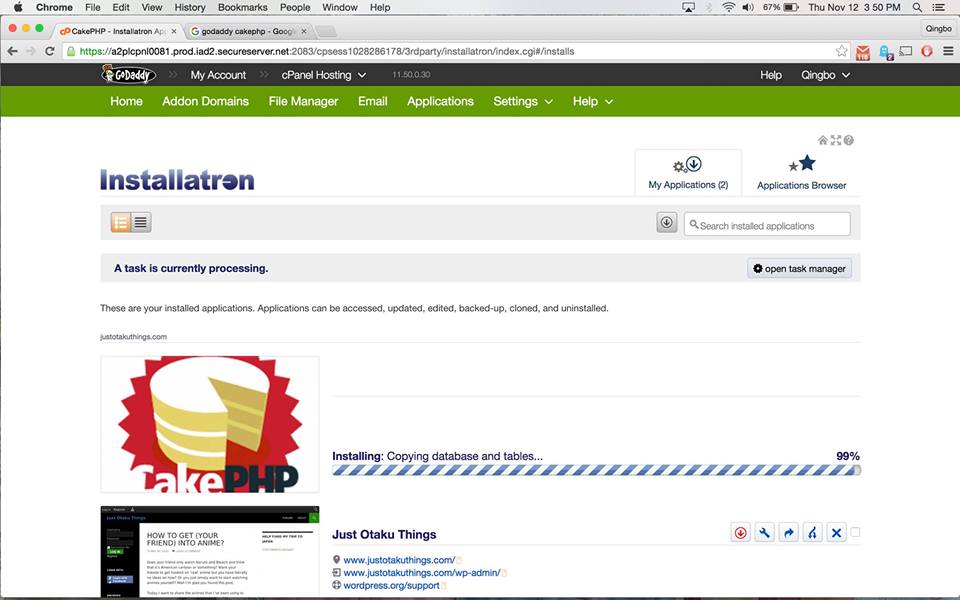 Chrome File Edit View History Bookmarks People Window Help 67% Thu Nov 12 3:50 PM
CakePHP - Installatron Ap godaddy cakephp - Google Qingbo
https://a2plcpnl0081.prod.iad2.secureserver.net:2083/cpsess1028286178/3rdparty/installatron/index.cgi#/installs
GoDaddy My Account cPanel Hosting 11.50.0.30 Help Qingbo
Home Addon Domains File Manager Email Applications Settings Help
Installatron
My Applications (2) Applications Browser
Search installed applications
A task is currently processing. open task manager
These are your installed applications. Applications can be accessed, updated, edited, backed-up, cloned, and uninstalled.
justotakuthings.com
CakePHP
Installing: Copying database and tables... 99%
Just Otaku Things
HOW TO GET (YOUR
FRIEND) INTO ANIME?
Just Otaku Things
www.justotakuthings.com/
www.justotakuthings.com/wp-admin/
wordpress.org/support